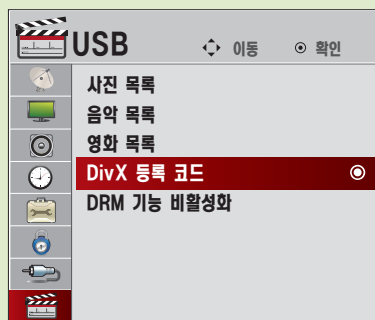 USB 이동 확인
사진 목록
음악 목록
영화 목록
DivX 등록 코드
DRM 기능 비활성화